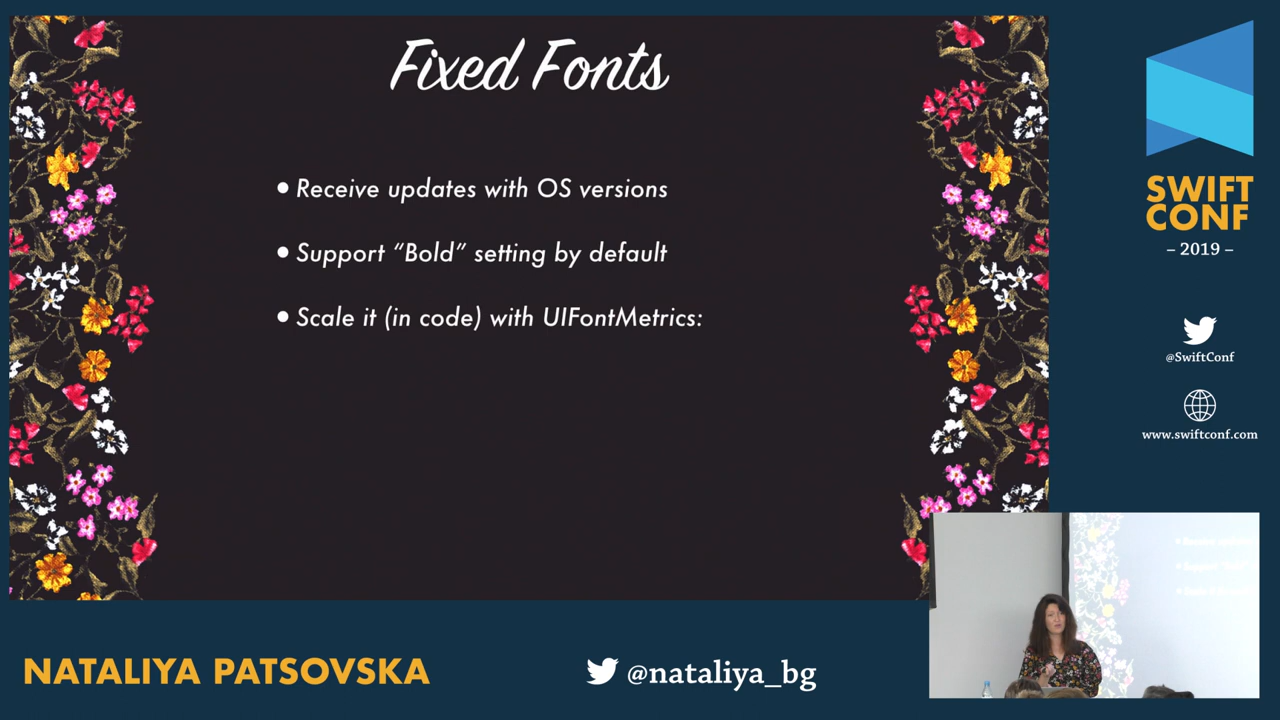 Fixed Fonts
• Receive updates with OS versions
• Support “Bold” setting by default
• Scale it (in code) with UIFontMetrics:
SWIFT
CONF
– 2019 –
@SwiftConf
www.swiftconf.com
NATALIYA PATSOVSKA
@nataliya_bg